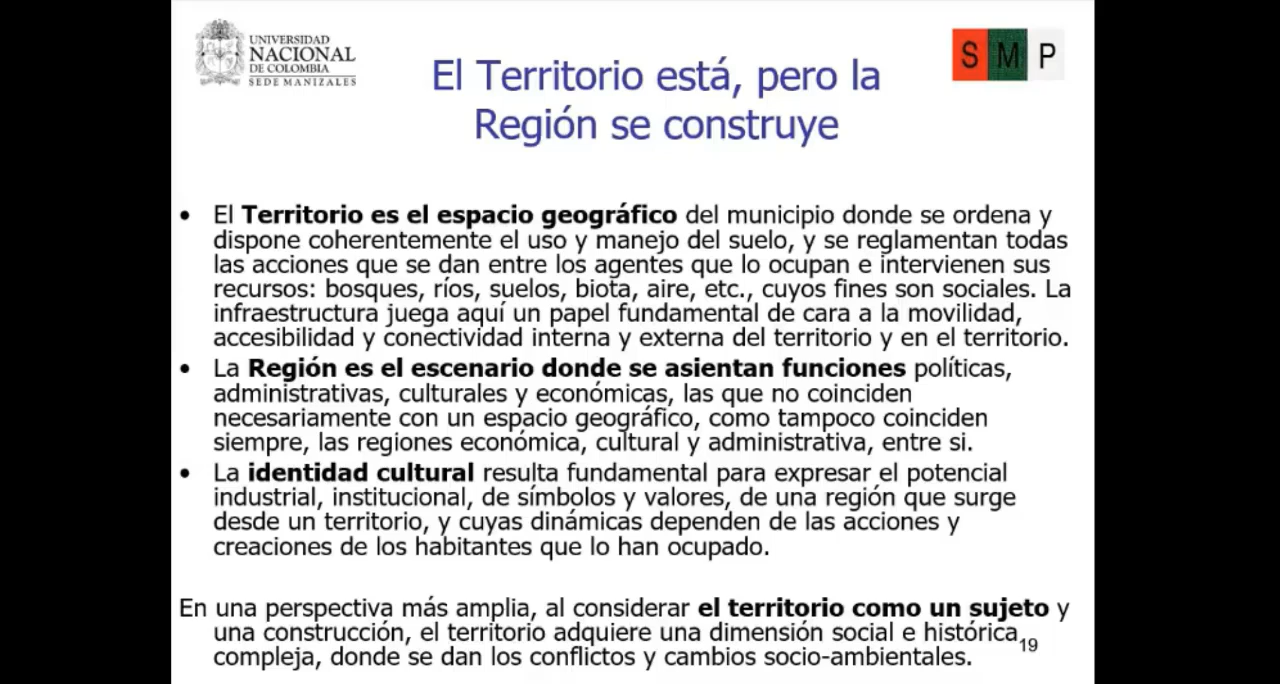 UNIVERSIDAD
NACIONAL
DE COLOMBIA
SEDE MANIZALES
S M P
El Territorio está, pero la
Región se construye
• El Territorio es el espacio geográfico del municipio donde se ordena y
dispone coherentemente el uso y manejo del suelo, y se reglamentan todas
las acciones que se dan entre los agentes que lo ocupan e intervienen sus
recursos: bosques, ríos, suelos, biota, aire, etc., cuyos fines son sociales. La
infraestructura juega aquí un papel fundamental de cara a la movilidad,
accesibilidad y conectividad interna y externa del territorio y en el territorio.
• La Región es el escenario donde se asientan funciones políticas,
administrativas, culturales y económicas, las que no coinciden
necesariamente con un espacio geográfico, como tampoco coinciden
siempre, las regiones económica, cultural y administrativa, entre si.
• La identidad cultural resulta fundamental para expresar el potencial
industrial, institucional, de símbolos y valores, de una región que surge
desde un territorio, y cuyas dinámicas dependen de las acciones y
creaciones de los habitantes que lo han ocupado.
En una perspectiva más amplia, al considerar el territorio como un sujeto y
una construcción, el territorio adquiere una dimensión social e histórica
compleja, donde se dan los conflictos y cambios socio-ambientales.
19